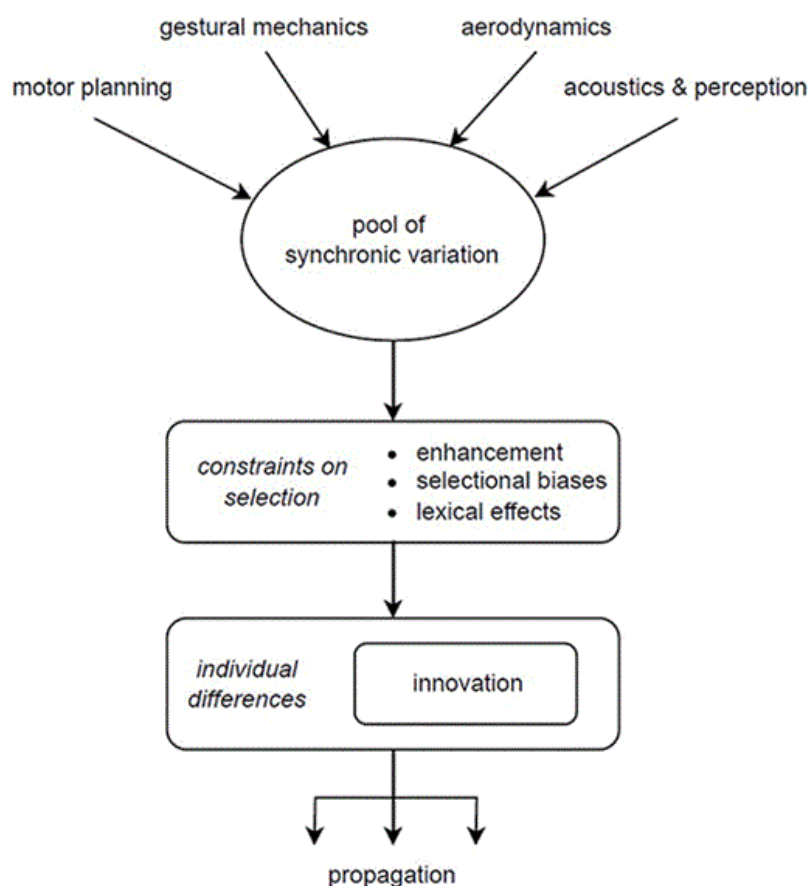 gestural mechanics
aerodynamics
motor planning
acoustics & perception
pool of
synchronic variation
constraints on
selection
• enhancement
• selectional biases
• lexical effects
individual
differences
innovation
propagation